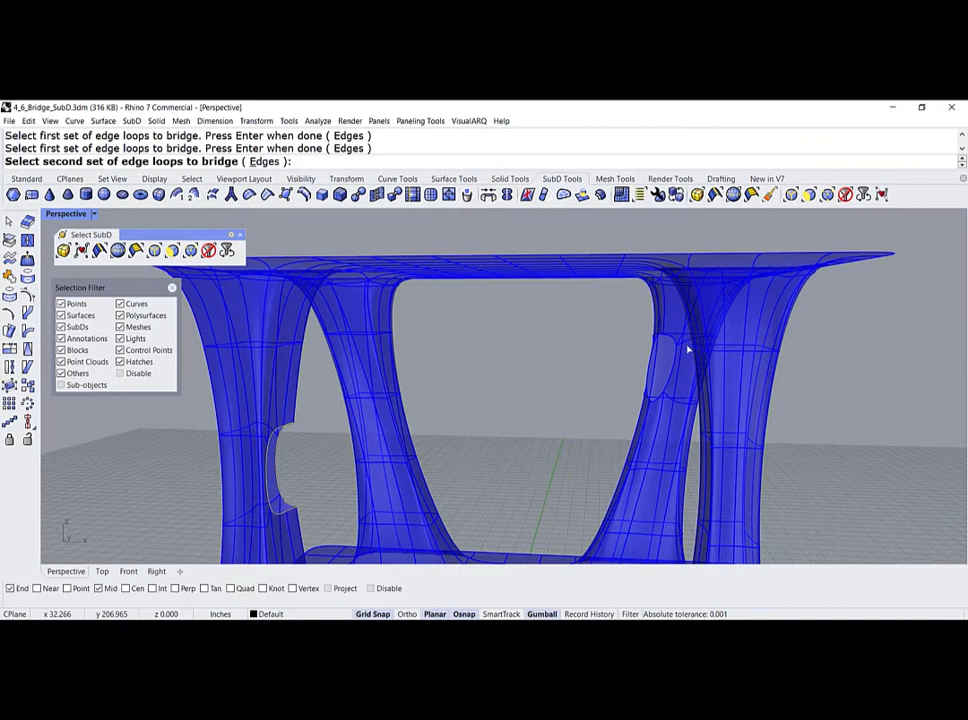 4_6_Bridge_SubD.3dm (316 KB) - Rhino 7 Commercial - [Perspective]
File Edit View Curve Surface SubD Solid Mesh Dimension Transform Tools Analyze Render Panels Paneling Tools VisualARQ Help
Select first set of edge loops to bridge. Press Enter when done ( Edges )
Select first set of edge loops to bridge. Press Enter when done ( Edges )
Select second set of edge loops to bridge ( Edges ):
Standard CPlanes Set View Display Select Viewport Layout Visibility Transform Curve Tools Surface Tools Solid Tools SubD Tools Mesh Tools Render Tools Drafting New in V7
Perspective
Select SubD
Selection Filter
Points Curves
Surfaces Polysurfaces
SubDs Meshes
Annotations Lights
Blocks Control Points
Point Clouds Hatches
Others Disable
Sub-objects
z
y x
Perspective Top Front Right
End Near Point Mid Cen Int Perp Tan Quad Knot Vertex Project Disable
CPlane x 32.266 y 206.965 z 0.000 Inches Default Grid Snap Ortho Planar Osnap SmartTrack Gumball Record History Filter Absolute tolerance: 0.001